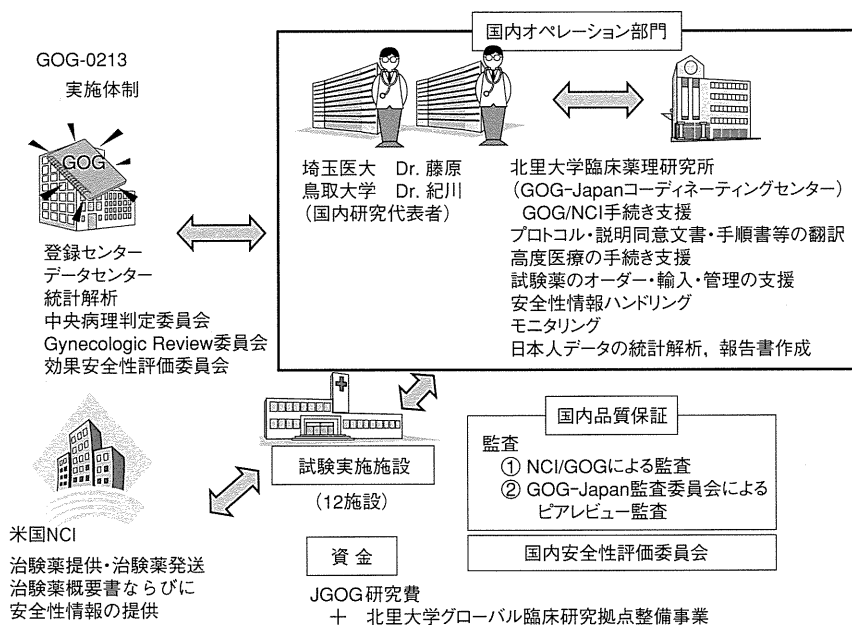 GOG-0213
実施体制
GOG
登録センター
データセンター
統計解析
中央病理判定委員会
Gynecologic Review委員会
効果安全性評価委員会
国内オペレーション部門
埼玉医大 Dr. 藤原
鳥取大学 Dr. 紀川
(国内研究代表者)
北里大学臨床薬理研究所
(GOG-Japanコーディネーティングセンター)
GOG/NCI手続き支援
プロトコル・説明同意文書・手順書等の翻訳
高度医療の手続き支援
試験薬のオーダー・輸入・管理の支援
安全性情報ハンドリング
モニタリング
日本人データの統計解析，報告書作成
試験実施施設
(12施設)
国内品質保証
監査
① NCI/GOGによる監査
② GOG-Japan監査委員会による
ピアレビュー監査
国内安全性評価委員会
米国NCI
治験薬提供・治験薬発送
治験薬概要書ならびに
安全性情報の提供
資金
JGOG研究費
＋ 北里大学グローバル臨床研究拠点整備事業